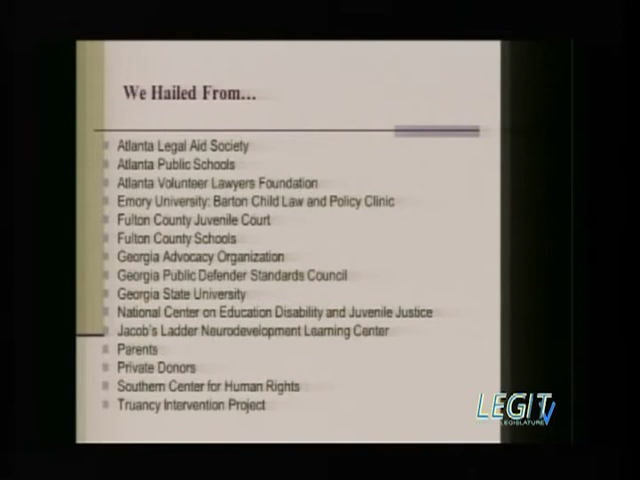 We Hailed From...
Atlanta Legal Aid Society
Atlanta Public Schools
Atlanta Volunteer Lawyers Foundation
Emory University: Barton Child Law and Policy Clinic
Fulton County Juvenile Court
Fulton County Schools
Georgia Advocacy Organization
Georgia Public Defender Standards Council
Georgia State University
National Center on Education Disability and Juvenile Justice
Jacob's Ladder Neurodevelopment Learning Center
Parents
Private Donors
Southern Center for Human Rights
Truancy Intervention Project
LEGIT
LEGISLATURE TV